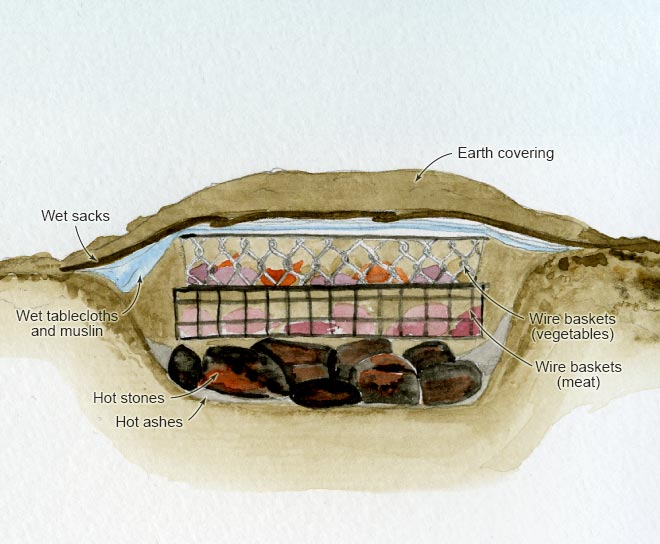 Earth covering
Wet sacks
Wet tablecloths
and muslin
Wire baskets
(vegetables)
Wire baskets
(meat)
Hot stones
Hot ashes